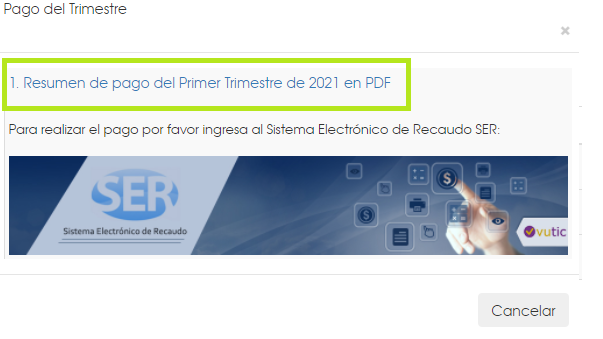 Pago del Trimestre
×
1. Resumen de pago del Primer Trimestre de 2021 en PDF
Para realizar el pago por favor ingresa al Sistema Electrónico de Recaudo SER:
SER
Sistema Electrónico de Recaudo
vutic
Cancelar